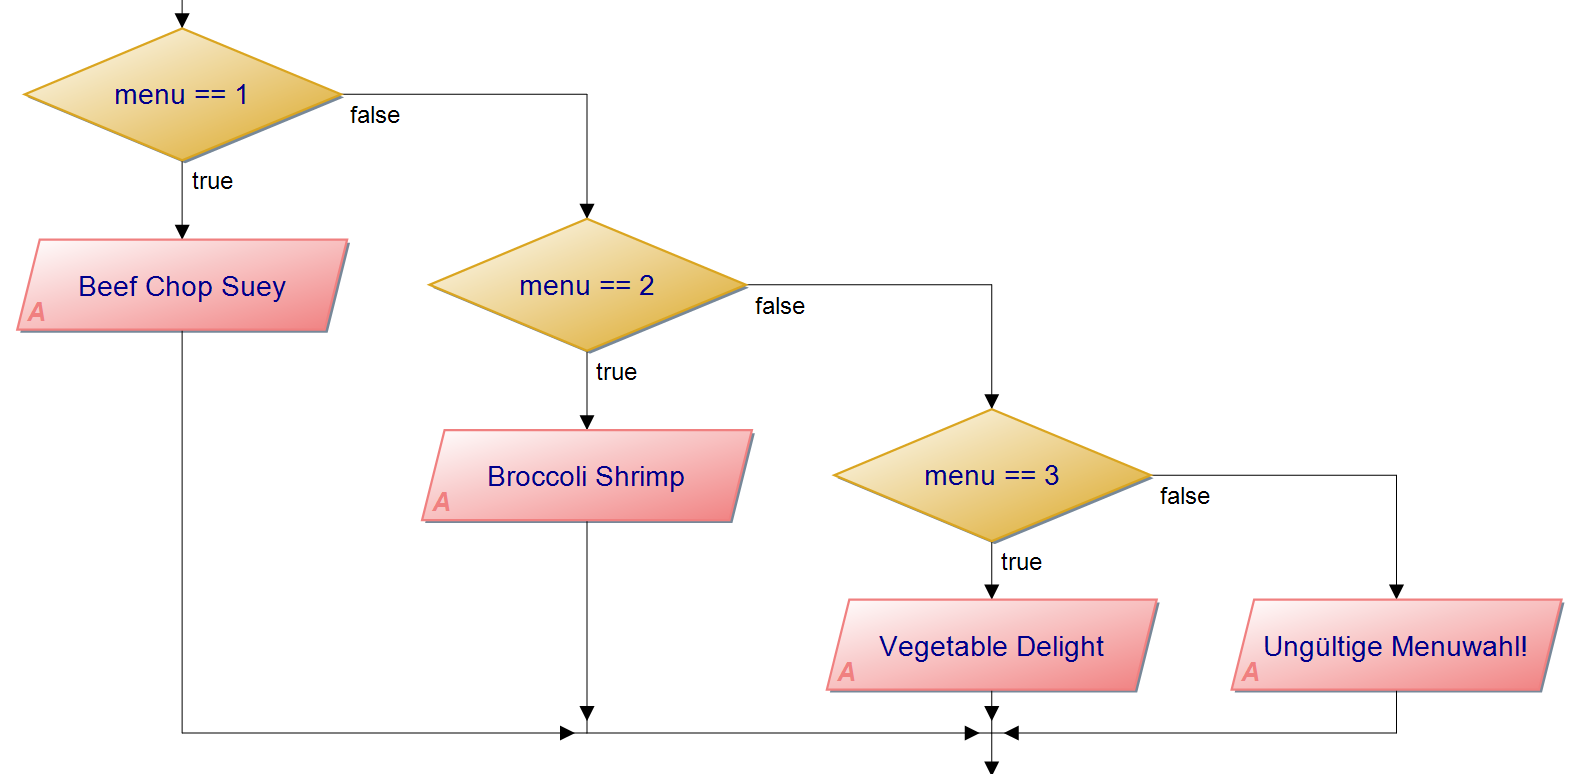 menu == 1
false
true
Beef Chop Suey
A
menu == 2
false
true
Broccoli Shrimp
A
menu == 3
false
true
Vegetable Delight
A
Ungültige Menuwahl!
A